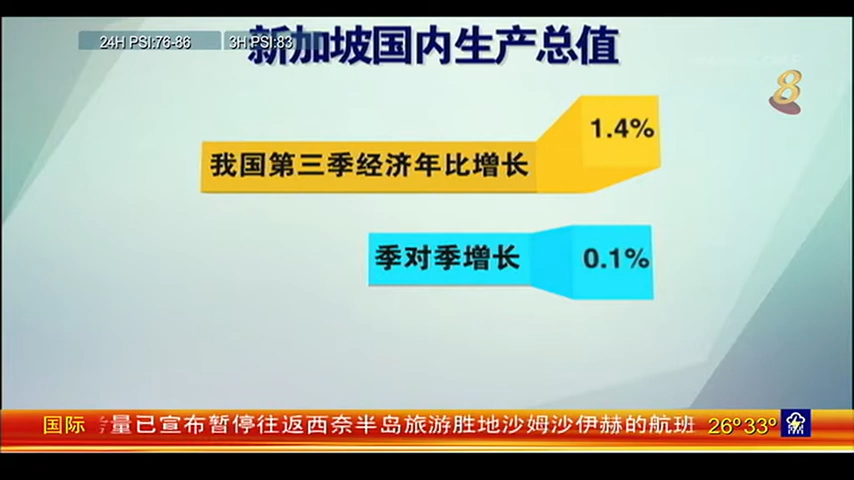 24H PSI:76-86
3H PSI:83
新加坡国内生产总值
8
我国第三季经济年比增长
1.4%
季对季增长
0.1%
国际
量已宣布暂停往返西奈半岛旅游胜地沙姆沙伊赫的航班
26º33º